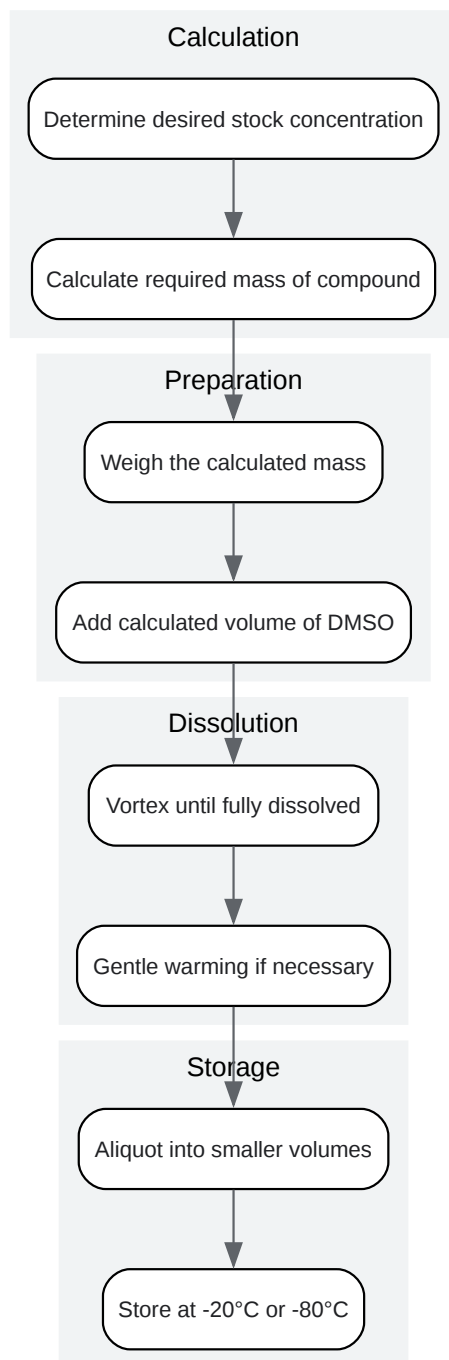 Calculation
Determine desired stock concentration
Calculate required mass of compound
Preparation
Weigh the calculated mass
Add calculated volume of DMSO
Dissolution
Vortex until fully dissolved
Gentle warming if necessary
Storage
Aliquot into smaller volumes
Store at -20°C or -80°C